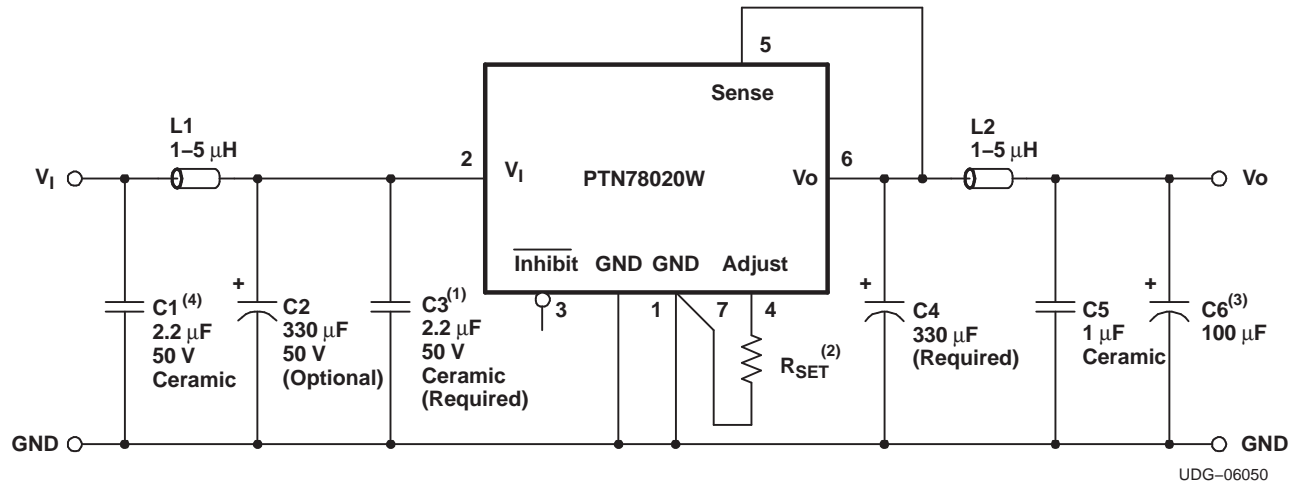 5
Sense
L1
1–5 μH
2
6
L2
1–5 μH
VI
VI
PTN78020W
Vo
Vo
Inhibit
GND
GND
Adjust
3
1
7
4
+
C1(4)
2.2 μF
50 V
Ceramic
C2
330 μF
50 V
(Optional)
C3(1)
2.2 μF
50 V
Ceramic
(Required)
RSET(2)
+
C4
330 μF
(Required)
C5
1 μF
Ceramic
+
C6(3)
100 μF
GND
GND
UDG–06050